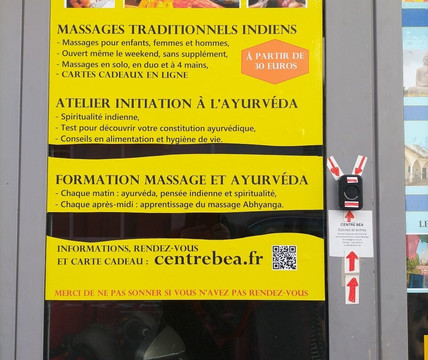 MASSAGES TRADITIONNELS INDIENS
- Massages pour enfants, femmes et hommes,
- Ouvert même le weekend, sans supplément,
- Massages en solo, en duo et à 4 mains,
- CARTES CADEAUX EN LIGNE
À PARTIR DE
30 EUROS
ATELIER INITIATION À L'AYURVÉDA
- Spiritualité indienne,
- Test pour découvrir votre constitution ayurvédique,
- Conseils en alimentation et hygiène de vie.
FORMATION MASSAGE ET AYURVÉDA
- Chaque matin : ayurvéda, pensée indienne et spiritualité,
- Chaque après-midi : apprentissage du massage Abhyanga.
INFORMATIONS, RENDEZ-VOUS
ET CARTE CADEAU : centrebea.fr
MERCI DE NE PAS SONNER SI VOUS N'AVEZ PAS RENDEZ-VOUS
CENTRE BEA
LE